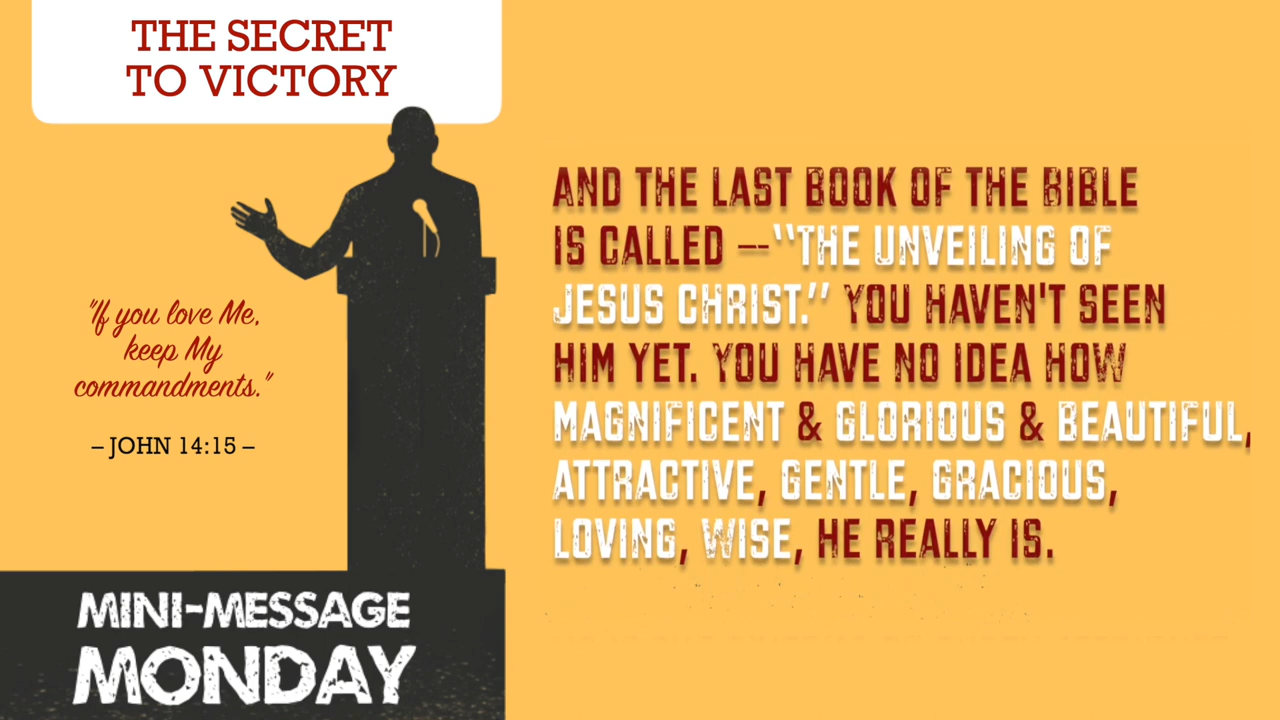 THE SECRET
TO VICTORY
"If you love Me,
keep My
commandments."
– JOHN 14:15 –
MINI-MESSAGE
MONDAY
AND THE LAST BOOK OF THE BIBLE
IS CALLED –-“THE UNVEILING OF
JESUS CHRIST.” YOU HAVEN'T SEEN
HIM YET. YOU HAVE NO IDEA HOW
MAGNIFICENT & GLORIOUS & BEAUTIFUL,
ATTRACTIVE, GENTLE, GRACIOUS,
LOVING, WISE, HE REALLY IS.